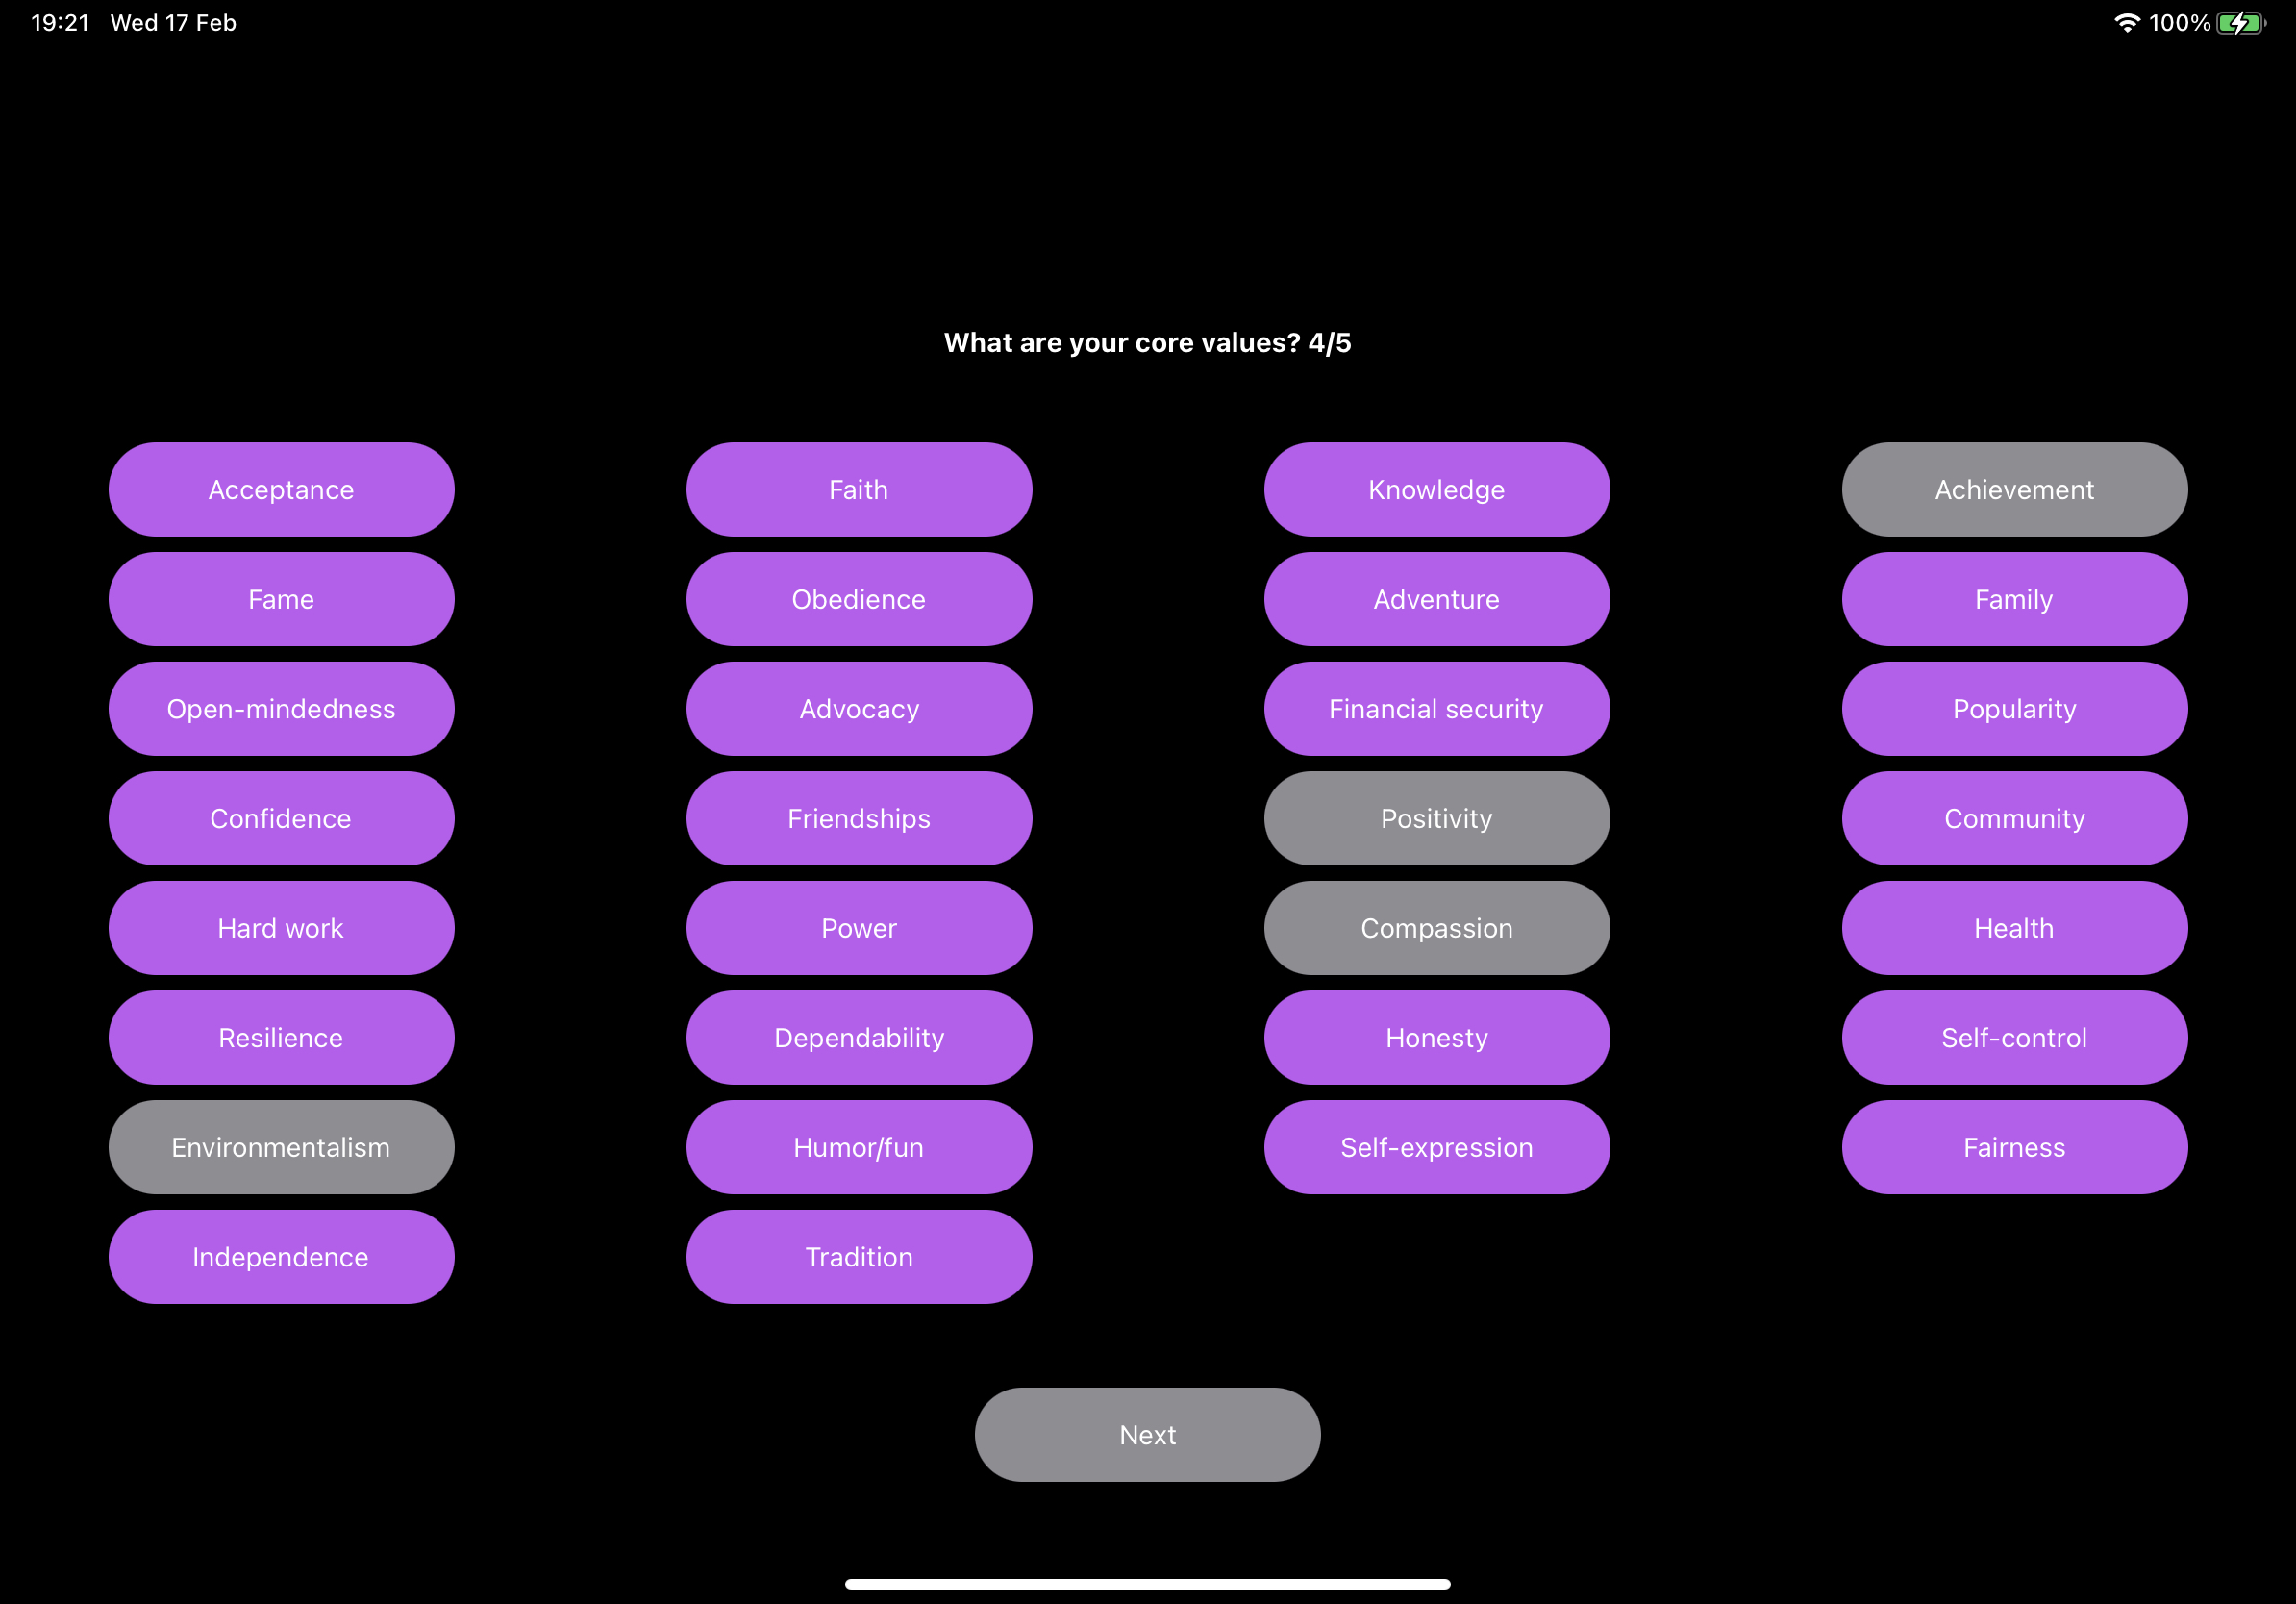 19:21 Wed 17 Feb
100%
What are your core values? 4/5
Acceptance
Faith
Knowledge
Achievement
Fame
Obedience
Adventure
Family
Open-mindedness
Advocacy
Financial security
Popularity
Confidence
Friendships
Positivity
Community
Hard work
Power
Compassion
Health
Resilience
Dependability
Honesty
Self-control
Environmentalism
Humor/fun
Self-expression
Fairness
Independence
Tradition
Next